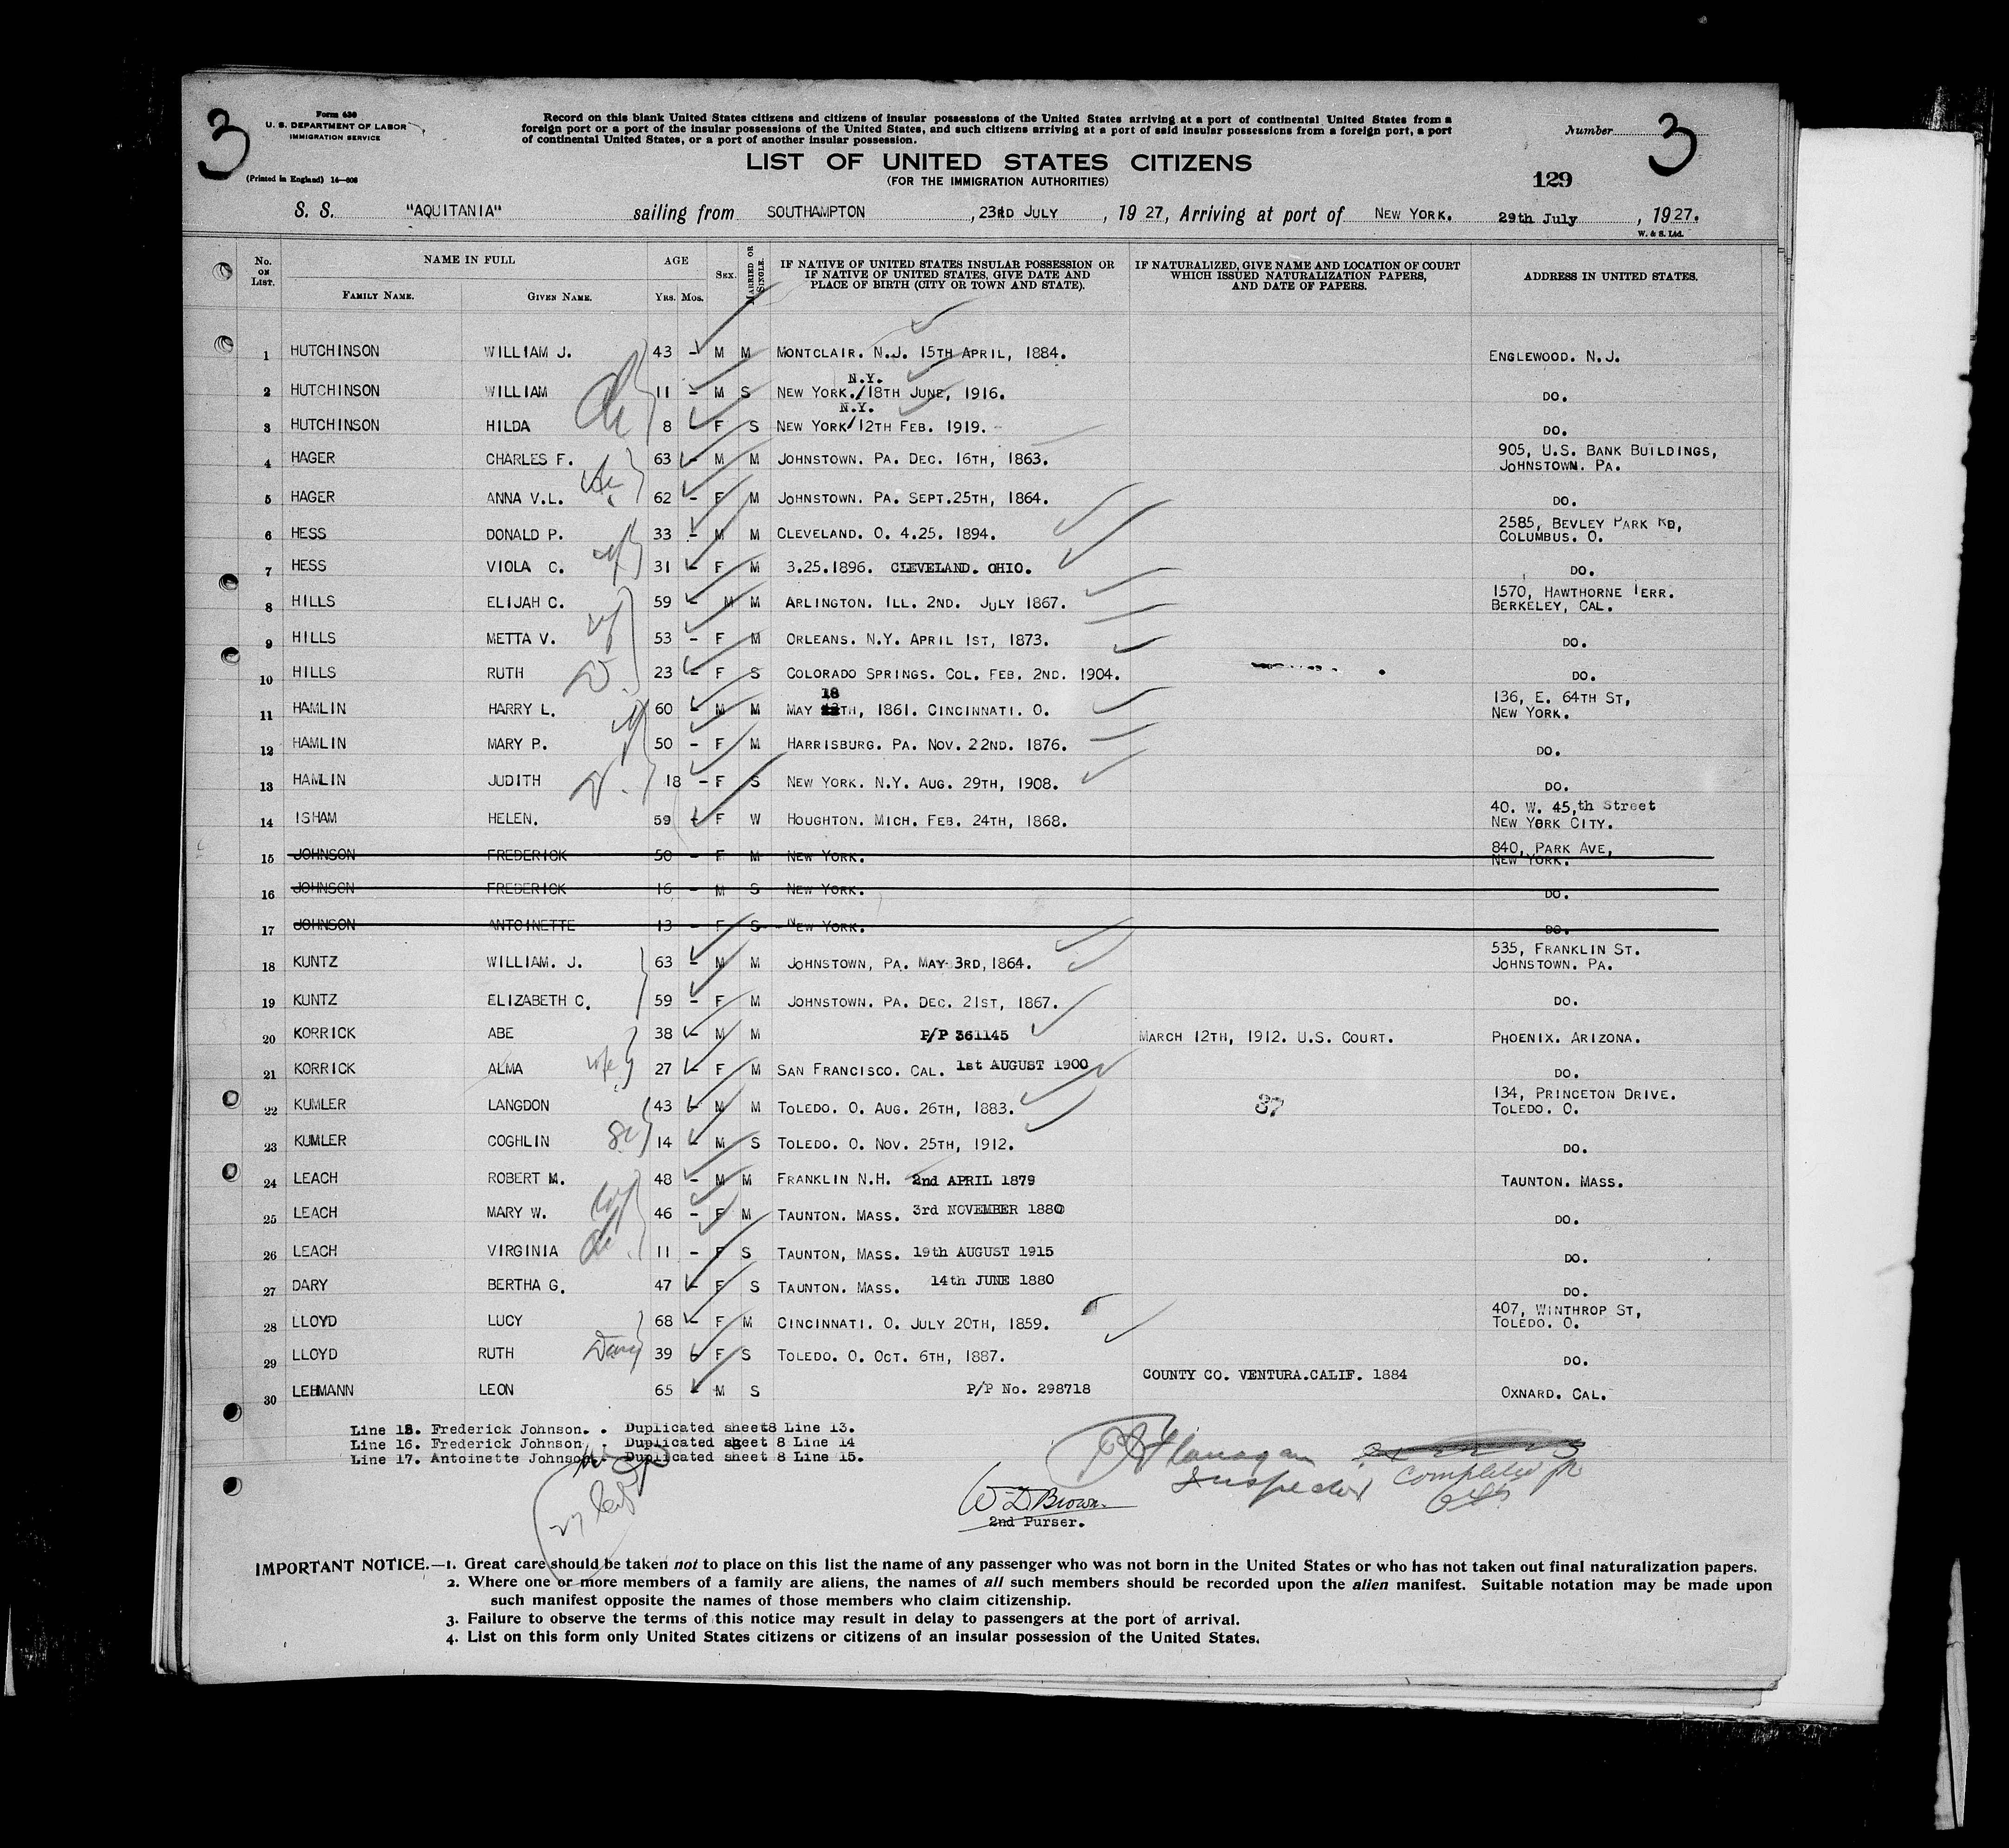 3
Form 630
U. S. DEPARTMENT OF LABOR
IMMIGRATION SERVICE
(Printed in England) 14—608
Record on this blank United States citizens and citizens of insular possessions of the United States arriving at a port of continental United States from a
foreign port or a port of the insular possessions of the United States, and such citizens arriving at a port of said insular possessions from a foreign port, a port
of continental United States, or a port of another insular possession.
Number 3
LIST OF UNITED STATES CITIZENS
(FOR THE IMMIGRATION AUTHORITIES)
129
S. S. "AQUITANIA" sailing from SOUTHAMPTON, 23RD JULY, 1927, Arriving at port of NEW YORK. 29th July, 1927.
W. & S. Ltd.
No. ON LIST. NAME IN FULL FAMILY NAME. GIVEN NAME. AGE YRS. MOS. SEX. MARRIED OR SINGLE. IF NATIVE OF UNITED STATES INSULAR POSSESSION OR IF NATIVE OF UNITED STATES, GIVE DATE AND PLACE OF BIRTH (CITY OR TOWN AND STATE). IF NATURALIZED, GIVE NAME AND LOCATION OF COURT WHICH ISSUED NATURALIZATION PAPERS, AND DATE OF PAPERS. ADDRESS IN UNITED STATES.
1 HUTCHINSON WILLIAM J. 43 - M M MONTCLAIR. N.J. 15TH APRIL, 1884. ENGLEWOOD. N.J.
N.Y.
2 HUTCHINSON WILLIAM 11 - M S NEW YORK./18TH JUNE, 1916. DO.
N.Y.
3 HUTCHINSON HILDA 8 - F S NEW YORK/12TH FEB. 1919. DO.
4 HAGER CHARLES F. 63 - M M JOHNSTOWN. PA. DEC. 16TH, 1863. 905, U.S. BANK BUILDINGS,
JOHNSTOWN. PA.
5 HAGER ANNA V.L. 62 - F M JOHNSTOWN. PA. SEPT.25TH, 1864. DO.
6 HESS DONALD P. 33 - M M CLEVELAND. O. 4.25. 1894. 2585, BEVLEY PARK RD,
COLUMBUS. O.
7 HESS VIOLA C. 31 - F M 3.25.1896. CLEVELAND. OHIO. DO.
8 HILLS ELIJAH C. 59 - M M ARLINGTON. ILL. 2ND. JULY 1867. 1570, HAWTHORNE TERR.
BERKELEY, CAL.
9 HILLS METTA V. 53 - F M ORLEANS. N.Y. APRIL 1ST, 1873. DO.
10 HILLS RUTH 23 - F S COLORADO SPRINGS. COL. FEB. 2ND. 1904. DO.
18
11 HAMLIN HARRY L. 60 - M M MAY TH, 1861. CINCINNATI. O. 136, E. 64TH ST,
NEW YORK.
12 HAMLIN MARY P. 50 - F M HARRISBURG. PA. NOV. 22ND. 1876. DO.
13 HAMLIN JUDITH 18 - F S NEW YORK. N.Y. AUG. 29TH, 1908. DO.
14 ISHAM HELEN. 59 - F W HOUGHTON. MICH. FEB. 24TH, 1868. 40. W. 45,th Street
NEW YORK CITY.
15 JOHNSON FREDERICK 50 - F M NEW YORK. 840, PARK AVE,
NEW YORK.
16 JOHNSON FREDERICK 16 - M S NEW YORK. DO.
17 JOHNSON ANTOINETTE 13 - F S NEW YORK. DO.
18 KUNTZ WILLIAM. J. 63 - M M JOHNSTOWN, PA. MAY 3RD, 1864. 535, FRANKLIN ST.
JOHNSTOWN. PA.
19 KUNTZ ELIZABETH C. 59 - F M JOHNSTOWN. PA. DEC. 21ST, 1867. DO.
20 KORRICK ABE 38 - M M P/P 361145 MARCH 12TH, 1912. U.S. COURT. PHOENIX. ARIZONA.
21 KORRICK ALMA wife 27 - F M SAN FRANCISCO. CAL. 1st AUGUST 1900 DO.
22 KUMLER LANGDON 43 - M M TOLEDO. O. AUG. 26TH, 1883. 37 134, PRINCETON DRIVE.
TOLEDO. O.
23 KUMLER COGHLIN 14 - M S TOLEDO. O. NOV. 25TH, 1912. DO.
24 LEACH ROBERT M. 48 - M M FRANKLIN N.H. 2nd APRIL 1879 TAUNTON. MASS.
25 LEACH MARY W. 46 - F M TAUNTON. MASS. 3rd NOVEMBER 1880 DO.
26 LEACH VIRGINIA 11 - F S TAUNTON, MASS. 19th AUGUST 1915 DO.
27 DARY BERTHA G. 47 - F S TAUNTON. MASS. 14th JUNE 1880 DO.
28 LLOYD LUCY 68 - F M CINCINNATI. O. JULY 20TH, 1859. 407, WINTHROP ST,
TOLEDO. O.
29 LLOYD RUTH 39 F S TOLEDO. O. OCT. 6TH, 1887. DO.
30 LEHMANN LEON 65 - M S P/P No. 298718 COUNTY CO. VENTURA.CALIF. 1884 OXNARD. CAL.
Line 15. Frederick Johnson. . Duplicated sheet8 Line 13.
Line 16. Frederick Johnson. - Duplicated sheet 8 Line 14
Line 17. Antoinette Johnson. Duplicated sheet 8 Line 15.
Flanagan
Inspector
Completed
W D Brown
2nd Purser.
IMPORTANT NOTICE.—1. Great care should be taken not to place on this list the name of any passenger who was not born in the United States or who has not taken out final naturalization papers.
2. Where one or more members of a family are aliens, the names of all such members should be recorded upon the alien manifest. Suitable notation may be made upon
such manifest opposite the names of those members who claim citizenship.
3. Failure to observe the terms of this notice may result in delay to passengers at the port of arrival.
4. List on this form only United States citizens or citizens of an insular possession of the United States.